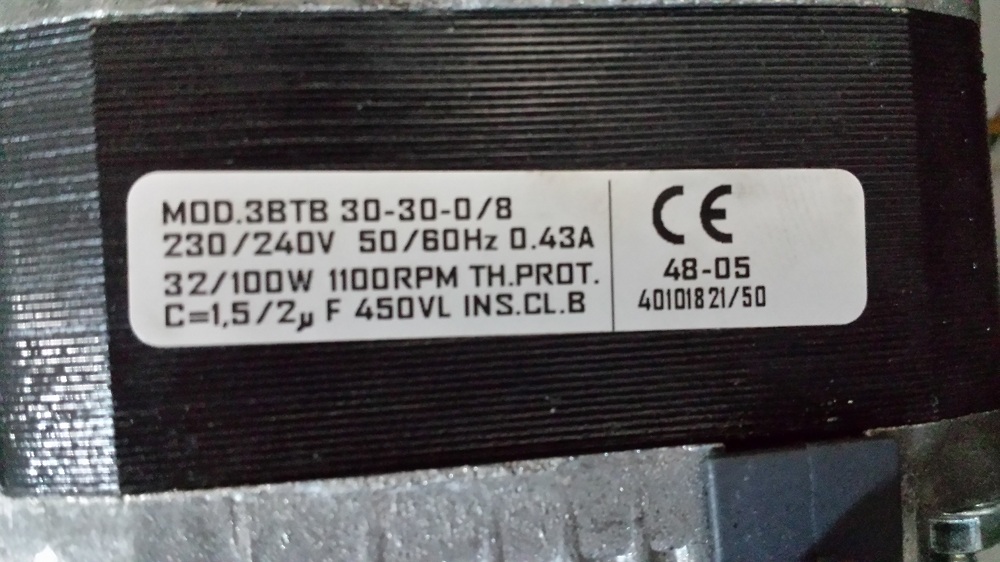 MOD.3BTB 30-30-0/8
230/240V 50/60Hz 0.43A
32/100W 1100RPM TH.PROT.
C=1,5/2µ F 450VL INS.CL.B
CE
48-05
40101821/50